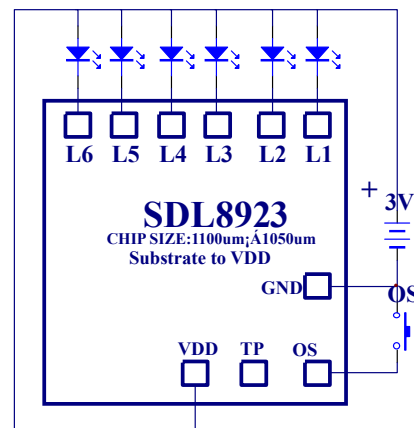 L6 L5 L4 L3 L2 L1
+
3V
SDL8923
CHIP SIZE:1100um¡Á1050um
Substrate to VDD
GND
OS
VDD TP OS